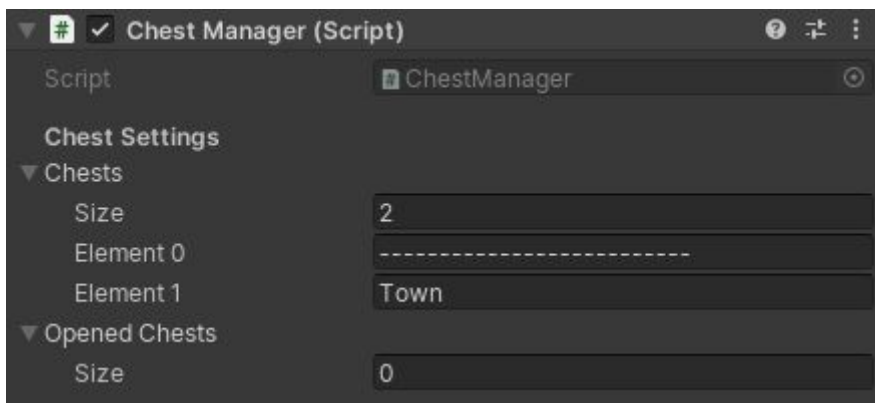 Chest Manager (Script)
Script ChestManager
Chest Settings
Chests
Size 2
Element 0 --------------------------
Element 1 Town
Opened Chests
Size 0